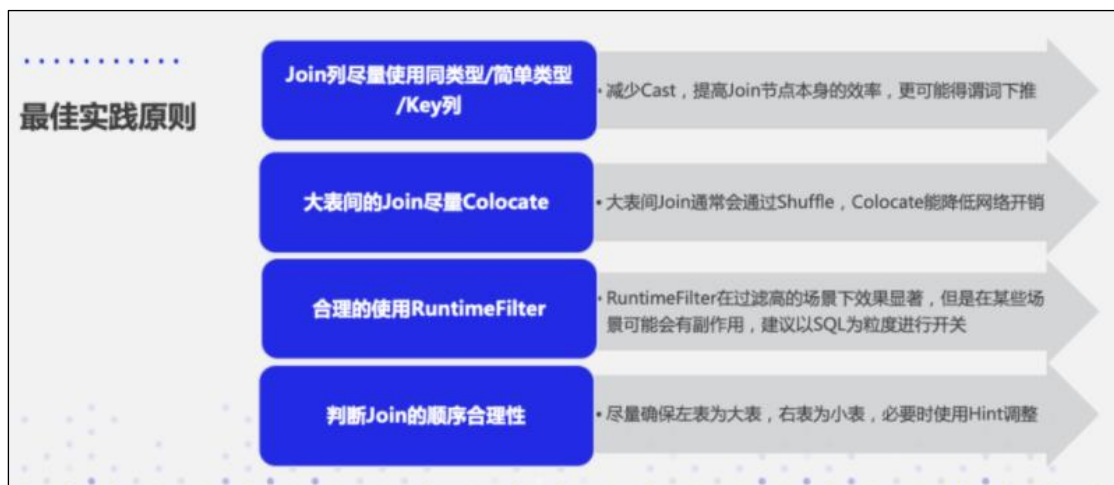 最佳实践原则
Join列尽量使用同类型/简单类型
/Key列
• 减少Cast，提高Join节点本身的效率，更可能得谓词下推
大表间的Join尽量Colocate
• 大表间Join通常会通过Shuffle，Colocate能降低网络开销
合理的使用RuntimeFilter
• RuntimeFilter在过滤高的场景下效果显著，但是在某些场
景可能会有副作用，建议以SQL为粒度进行开关
判断Join的顺序合理性
• 尽量确保左表为大表，右表为小表，必要时使用Hint调整